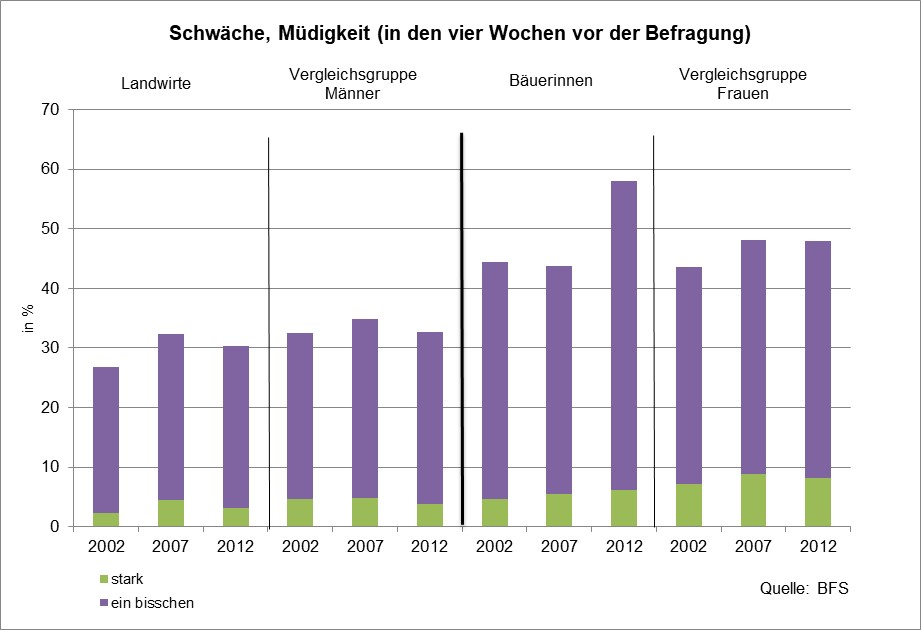 Schwäche, Müdigkeit (in den vier Wochen vor der Befragung)
Landwirte
Vergleichsgruppe
Männer
Bäuerinnen
Vergleichsgruppe
Frauen
70
60
50
40
30
20
10
0
in %
2002 2007 2012 2002 2007 2012 2002 2007 2012 2002 2007 2012
stark
ein bisschen
Quelle: BFS